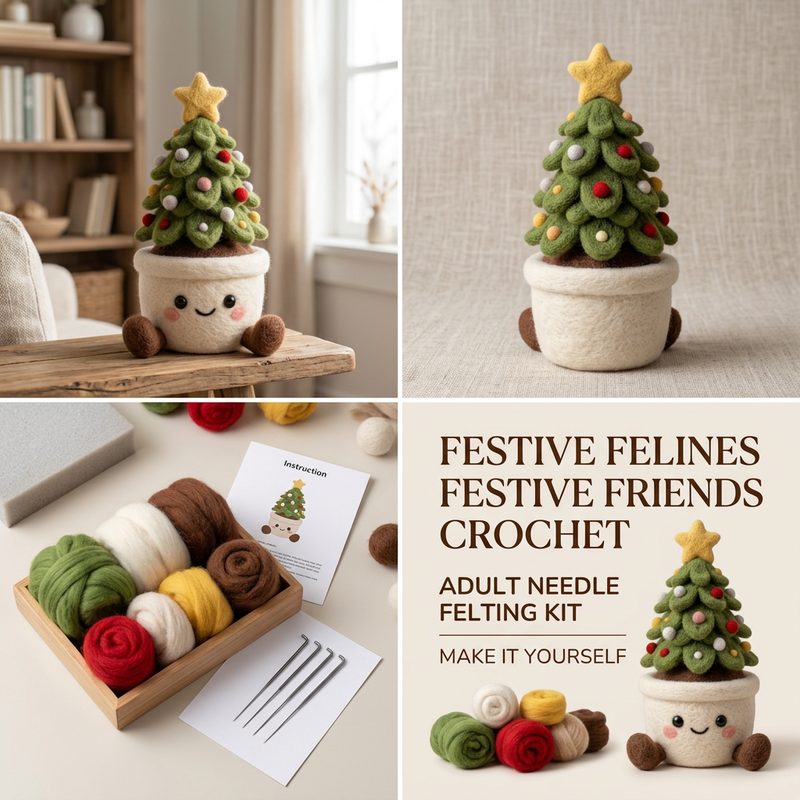 Instruction
FESTIVE FELINES
FESTIVE FRIENDS
CROCHET
ADULT NEEDLE
FELTING KIT
MAKE IT YOURSELF